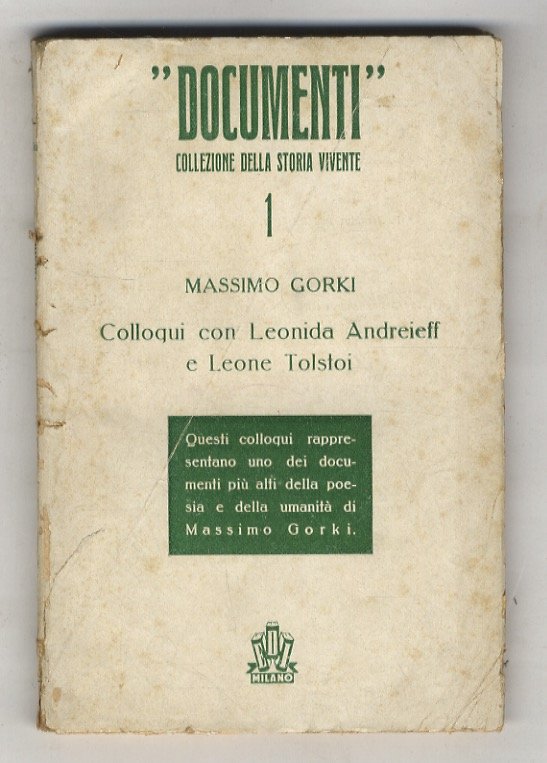 "DOCUMENTI"
COLLEZIONE DELLA STORIA VIVENTE
1
MASSIMO GORKI
Colloqui con Leonida Andreieff
e Leone Tolstoi
Questi colloqui rappre-
sentano uno dei docu-
menti più alti della poe-
sia e della umanità di
Massimo Gorki.
MILANO